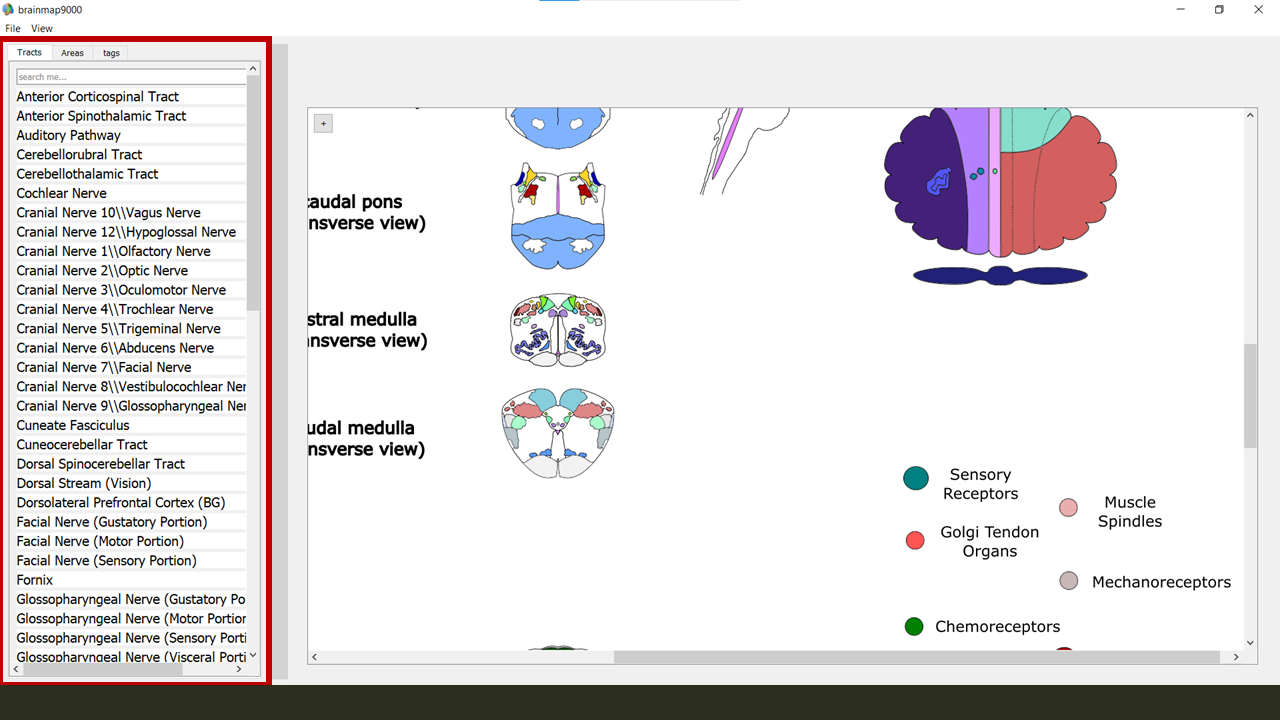 brainmap9000
File View
Tracts Areas tags
search me...
Anterior Corticospinal Tract
Anterior Spinothalamic Tract
Auditory Pathway
Cerebellorubral Tract
Cerebellothalamic Tract
Cochlear Nerve
Cranial Nerve 10\\Vagus Nerve
Cranial Nerve 12\\Hypoglossal Nerve
Cranial Nerve 1\\Olfactory Nerve
Cranial Nerve 2\\Optic Nerve
Cranial Nerve 3\\Oculomotor Nerve
Cranial Nerve 4\\Trochlear Nerve
Cranial Nerve 5\\Trigeminal Nerve
Cranial Nerve 6\\Abducens Nerve
Cranial Nerve 7\\Facial Nerve
Cranial Nerve 8\\Vestibulocochlear Ner
Cranial Nerve 9\\Glossopharyngeal Ner
Cuneate Fasciculus
Cuneocerebellar Tract
Dorsal Spinocerebellar Tract
Dorsal Stream (Vision)
Dorsolateral Prefrontal Cortex (BG)
Facial Nerve (Gustatory Portion)
Facial Nerve (Motor Portion)
Facial Nerve (Sensory Portion)
Fornix
Glossopharyngeal Nerve (Gustatory Po
Glossopharyngeal Nerve (Motor Portion
Glossopharyngeal Nerve (Sensory Porti
Glossopharyngeal Nerve (Visceral Porti
+
caudal pons
nsverse view)
stral medulla
ansverse view)
udal medulla
nsverse view)
Sensory
Receptors
Muscle
Spindles
Golgi Tendon
Organs
Mechanoreceptors
Chemoreceptors